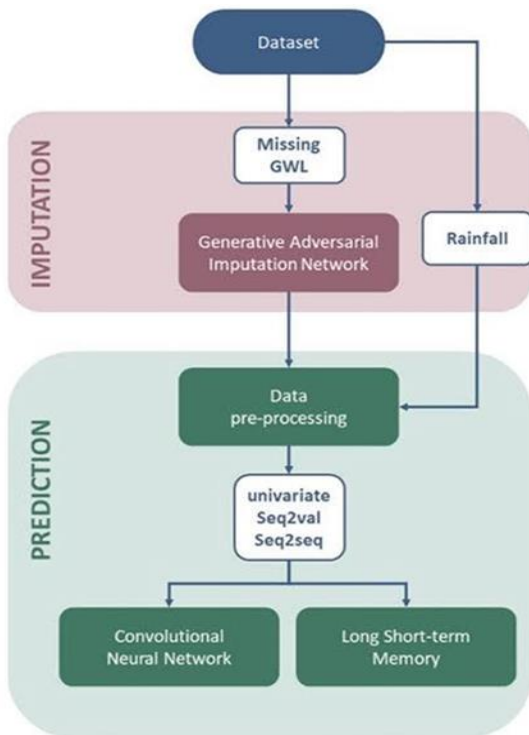 Dataset
IMPUTATION
Missing
GWL
Generative Adversarial
Imputation Network
Rainfall
PREDICTION
Data
pre-processing
univariate
Seq2val
Seq2seq
Convolutional
Neural Network
Long Short-term
Memory